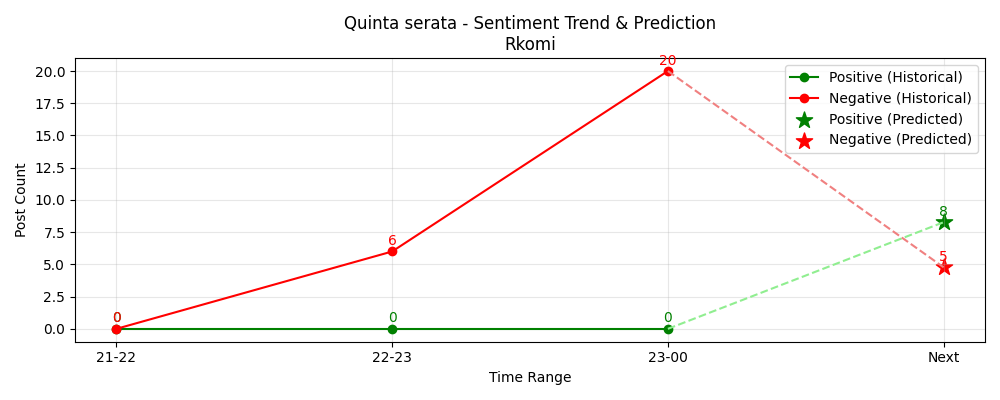 Quinta serata - Sentiment Trend & Prediction
Rkomi
Positive (Historical)
Negative (Historical)
Positive (Predicted)
Negative (Predicted)
Post Count
20.0
17.5
15.0
12.5
10.0
7.5
5.0
2.5
0.0
0
0
6
0
20
0
8
5
21-22
22-23
23-00
Next
Time Range